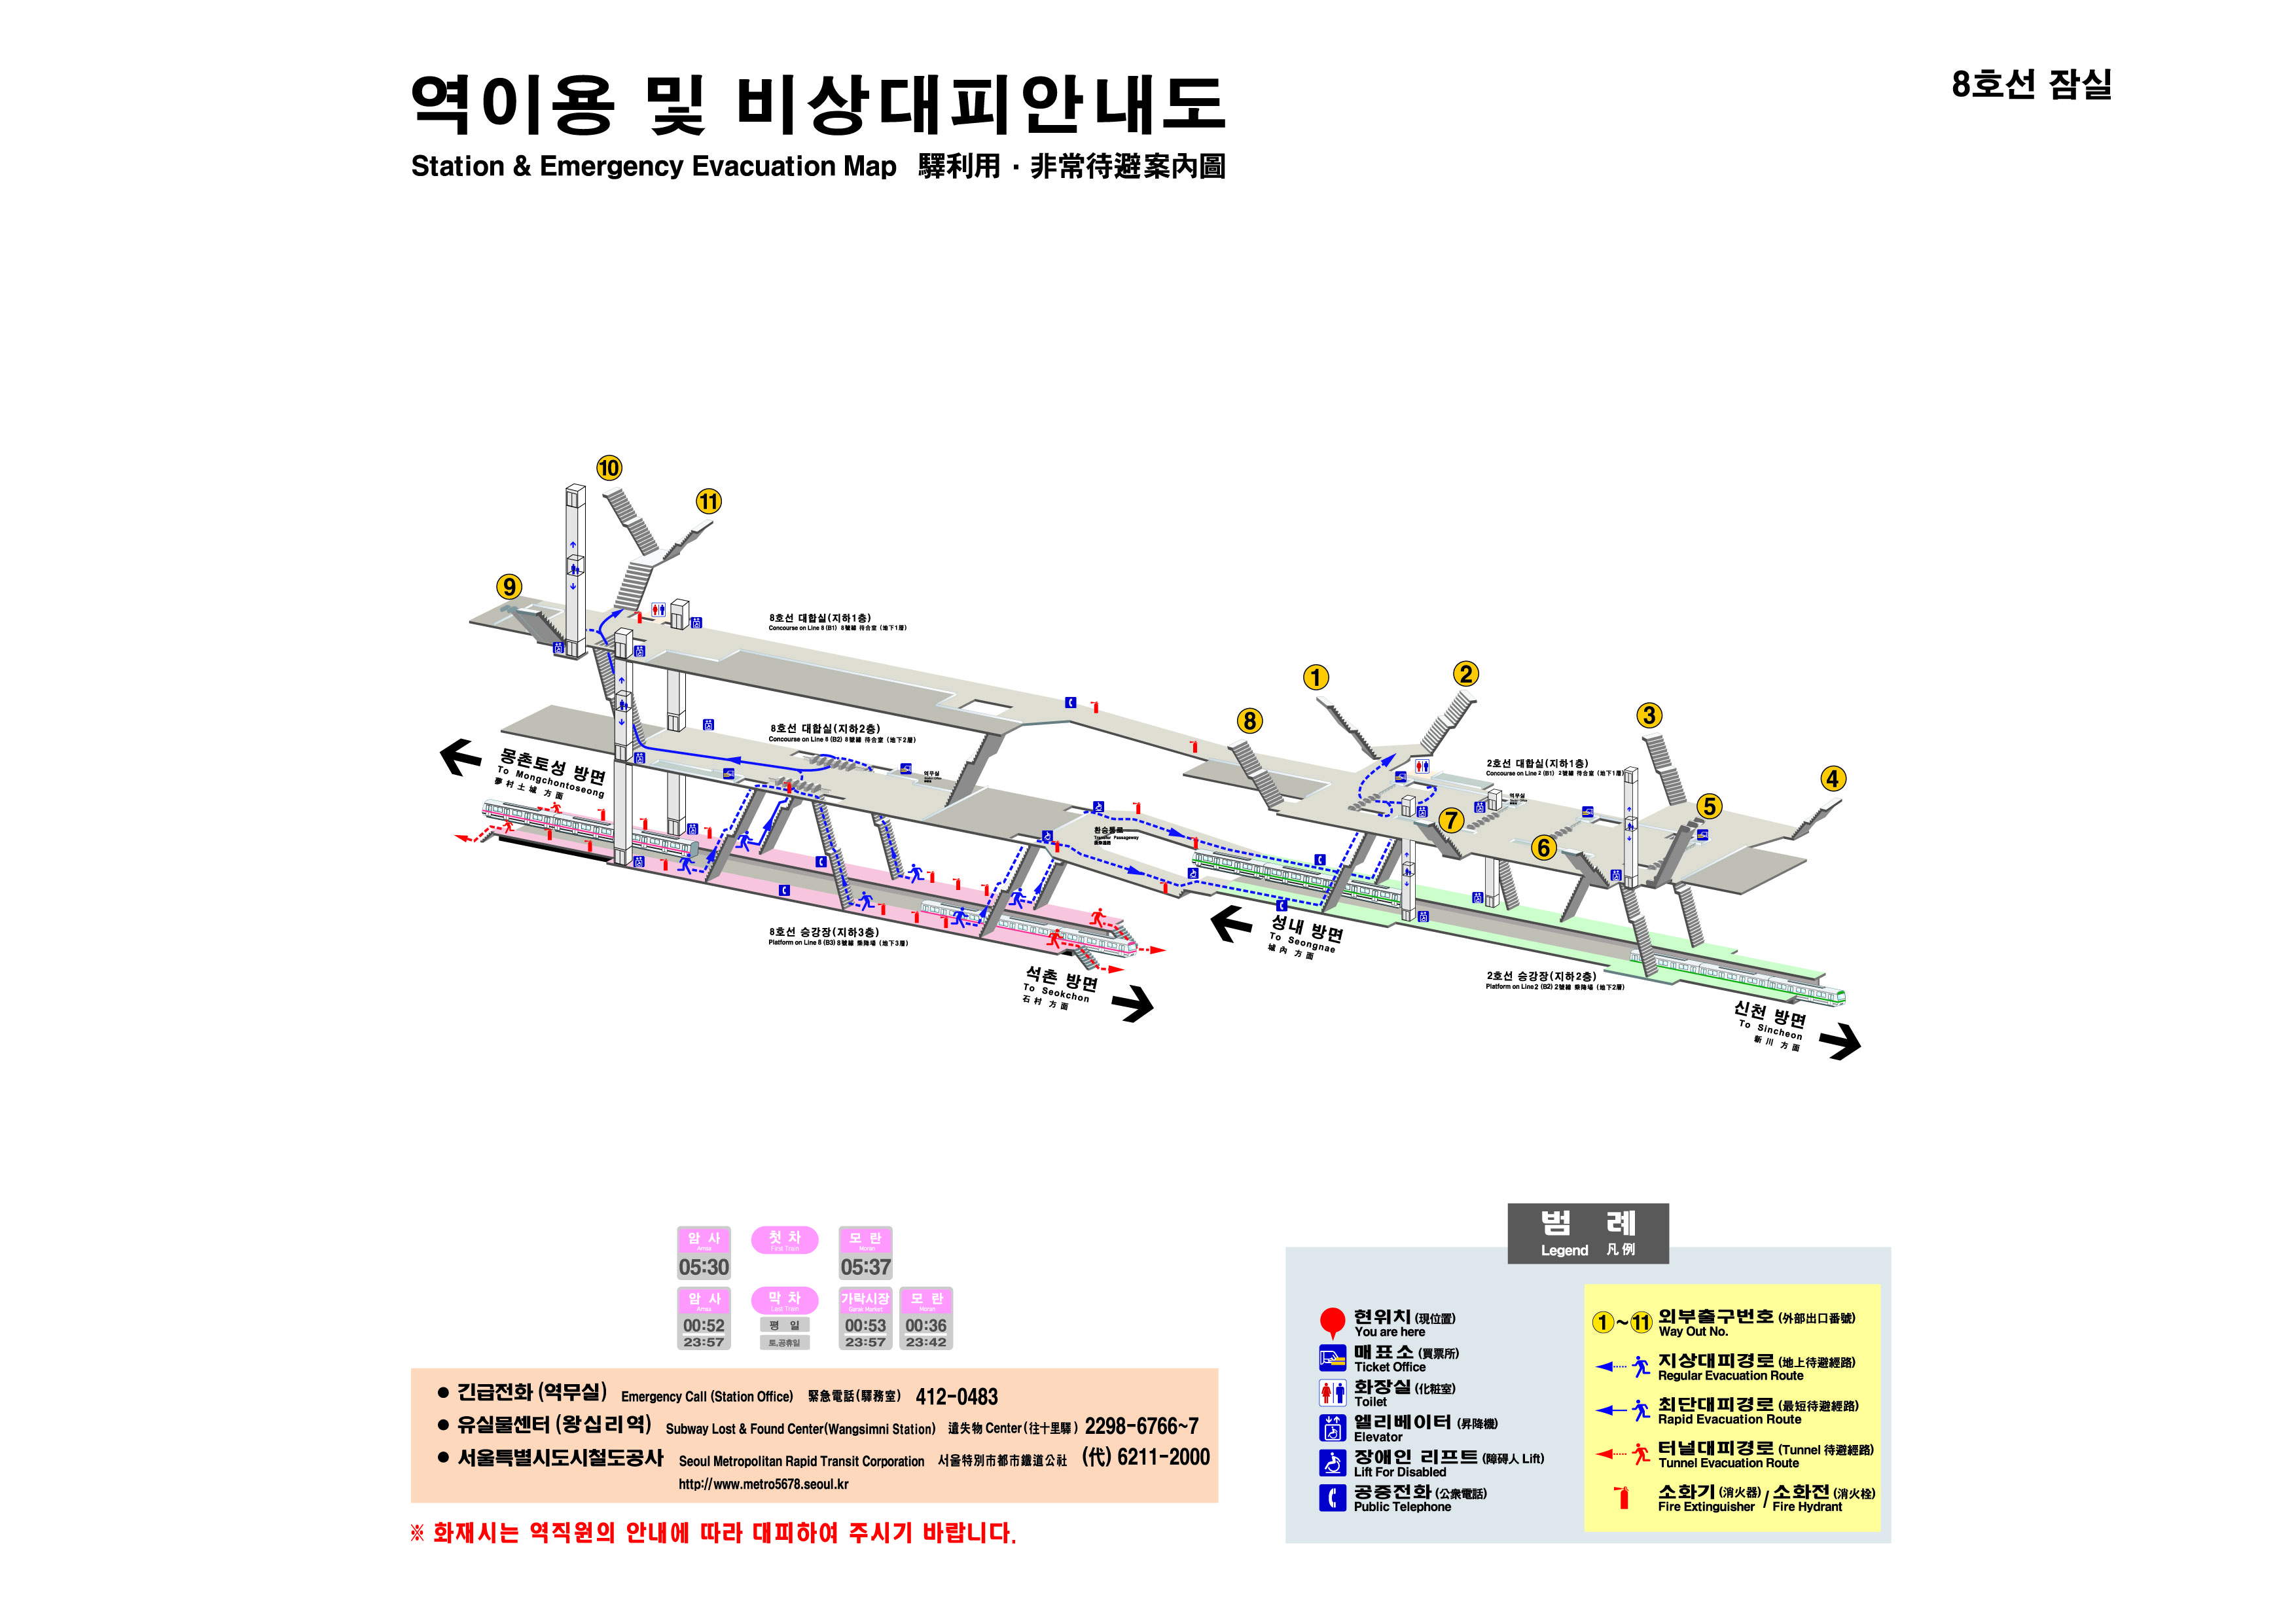 역이용 및 비상대피안내도
Station & Emergency Evacuation Map 驛利用 · 非常待避案內圖
8호선 잠실
10
11
9
8호선 대합실(지하1층)
Concourse on Line 8 (B1) 8號線 待合室 (地下1層)
8호선 대합실(지하2층)
Concourse on Line 8 (B2) 8號線 待合室 (地下2層)
역무실
몽촌토성 방면
To Mongchontoseong
夢村土城 方面
환승통로
Transfer Passageway
8호선 승강장(지하3층)
Platform on Line 8 (B3) 8號線 乘降場 (地下3層)
석촌 방면
To Seokchon
石村 方面
1
2
8
3
4
5
7
6
2호선 대합실(지하1층)
Concourse on Line 2 (B1) 2號線 待合室 (地下1層)
역무실
성내 방면
To Seongnae
城內 方面
2호선 승강장(지하2층)
Platform on Line2 (B2) 2號線 乘降場 (地下2層)
신천 방면
To Sincheon
新川 方面
암 사
Amsa
05:30
첫 차
First Train
모 란
Moran
05:37
암 사
Amsa
00:52
23:57
막 차
Last Train
평 일
토,공휴일
가락시장
Garak Market
00:53
23:57
모 란
Moran
00:36
23:42
● 긴급전화 (역무실) Emergency Call (Station Office) 緊急電話(驛務室) 412-0483
● 유실물센터 (왕십리역) Subway Lost & Found Center(Wangsimni Station) 遺失物 Center(往十里驛) 2298-6766~7
● 서울특별시도시철도공사 Seoul Metropolitan Rapid Transit Corporation 서울特別市都市鐵道公社 (代) 6211-2000
http://www.metro5678.seoul.kr
※ 화재시는 역직원의 안내에 따라 대피하여 주시기 바랍니다.
범 례
Legend 凡例
현위치 (現位置)
You are here
매표소 (買票所)
Ticket Office
화장실 (化粧室)
Toilet
엘리베이터 (昇降機)
Elevator
장애인 리프트 (障碍人 Lift)
Lift For Disabled
공중전화 (公衆電話)
Public Telephone
1~11 외부출구번호 (外部出口番號)
Way Out No.
지상대피경로 (地上待避經路)
Regular Evacuation Route
최단대피경로 (最短待避經路)
Rapid Evacuation Route
터널대피경로 (Tunnel 待避經路)
Tunnel Evacuation Route
소화기 (消火器) / 소화전 (消火栓)
Fire Extinguisher / Fire Hydrant